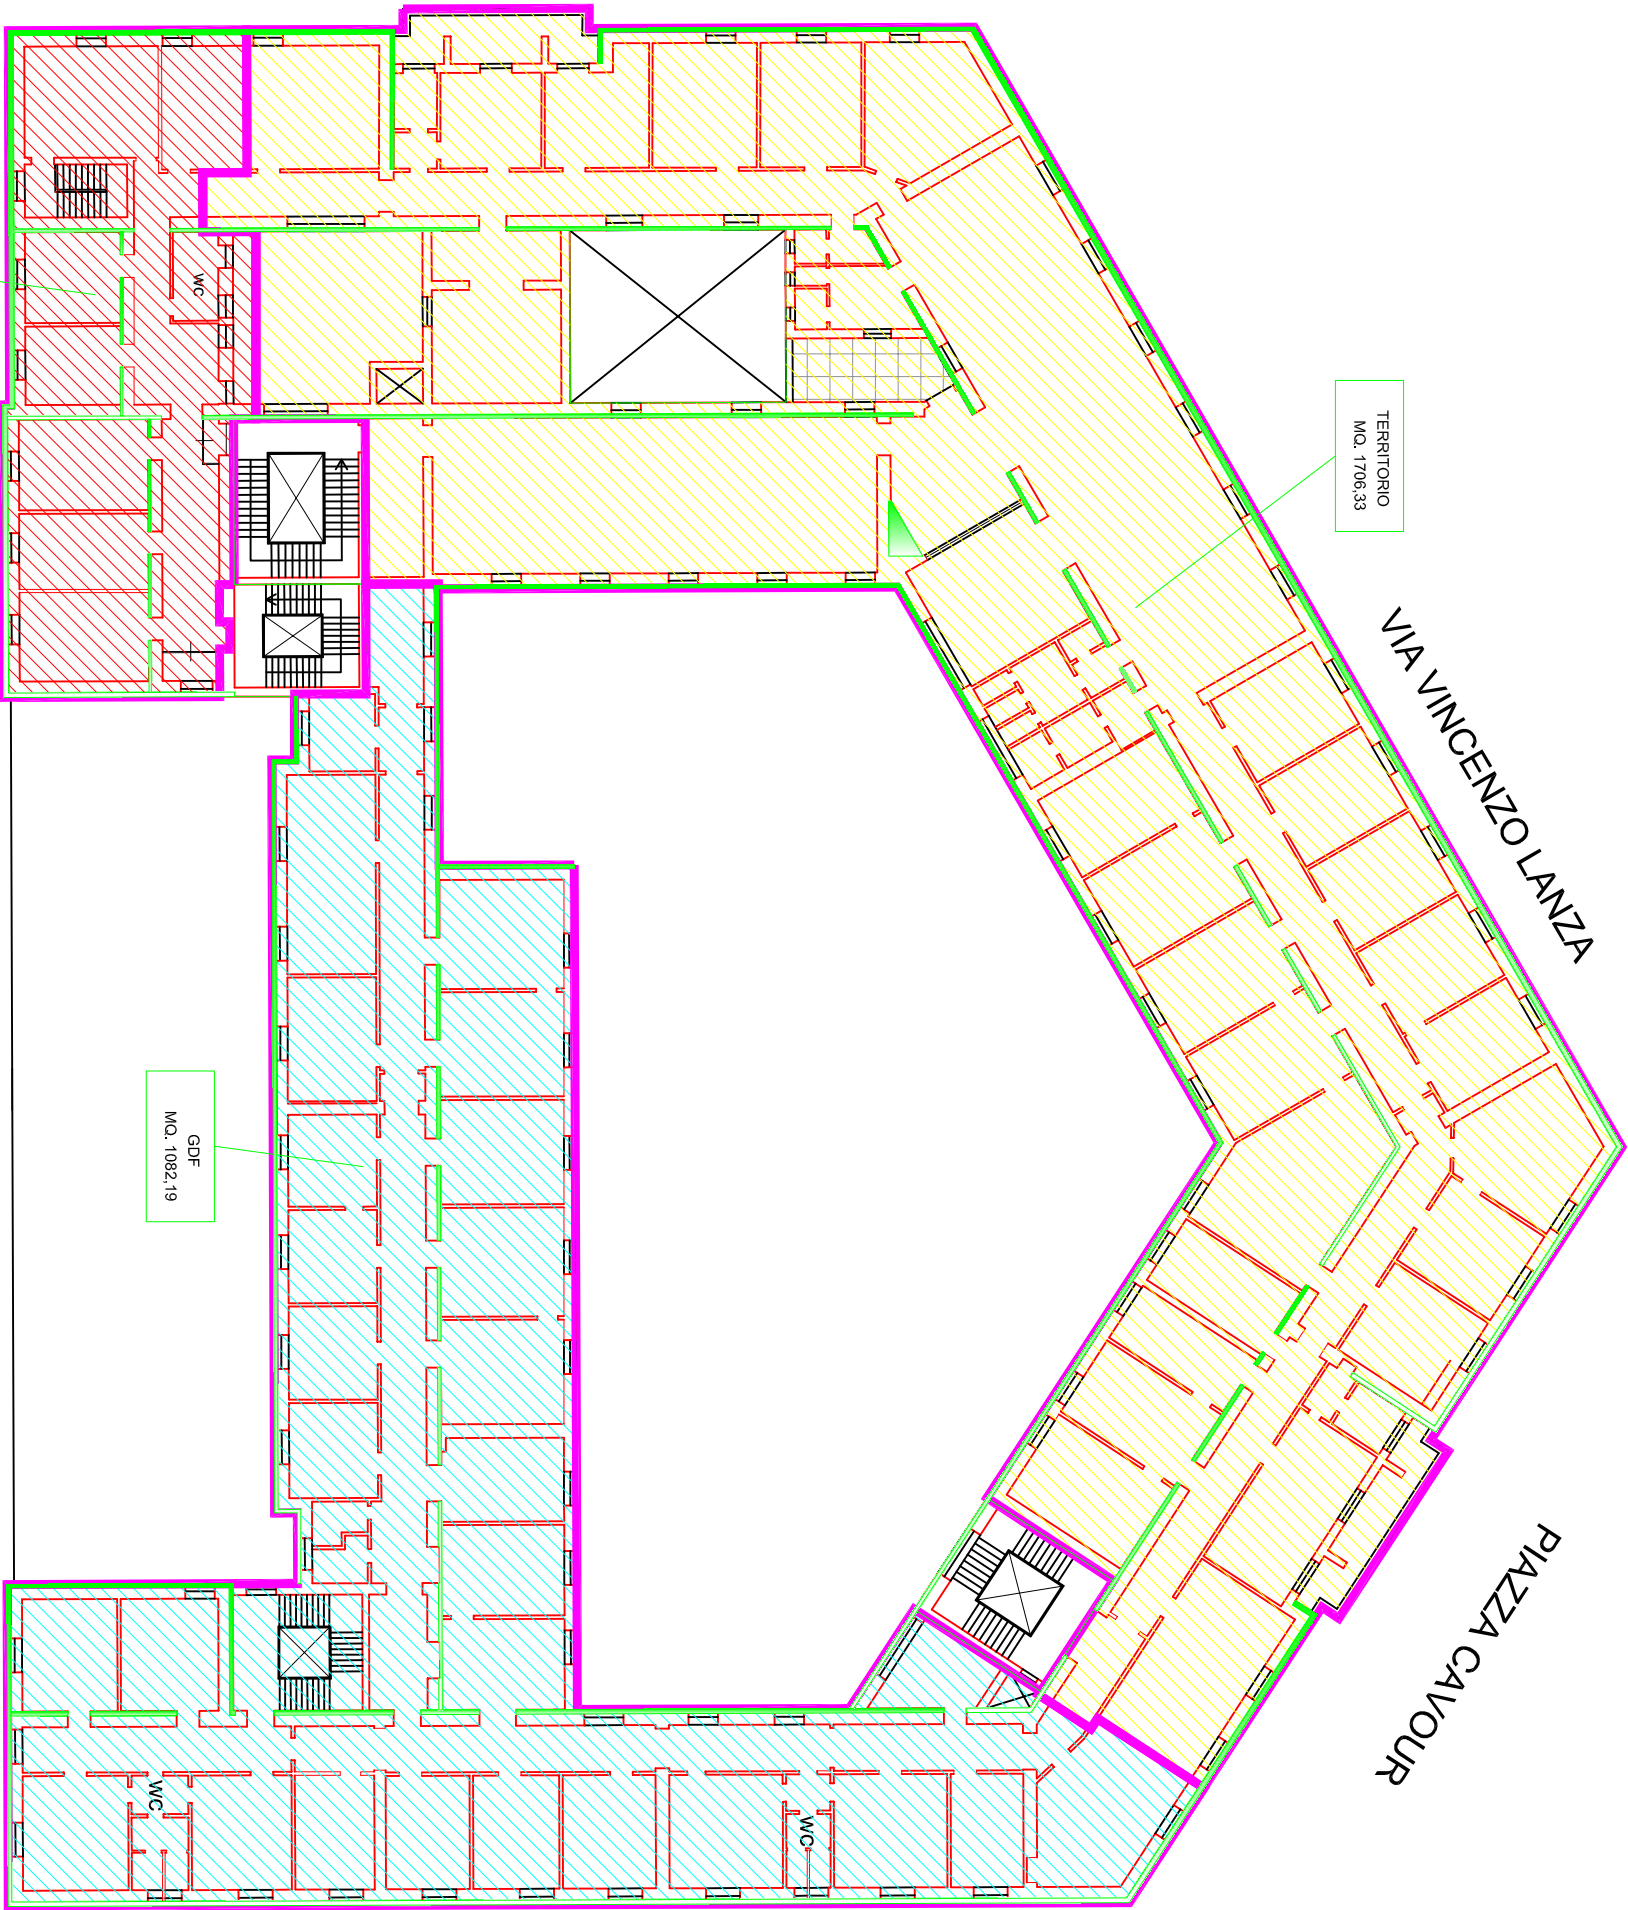 TERRITORIO
MQ. 1706,33
VIA VINCENZO LANZA
PIAZZA CAVOUR
GDF
MQ. 1082,19
WC
WC
WC